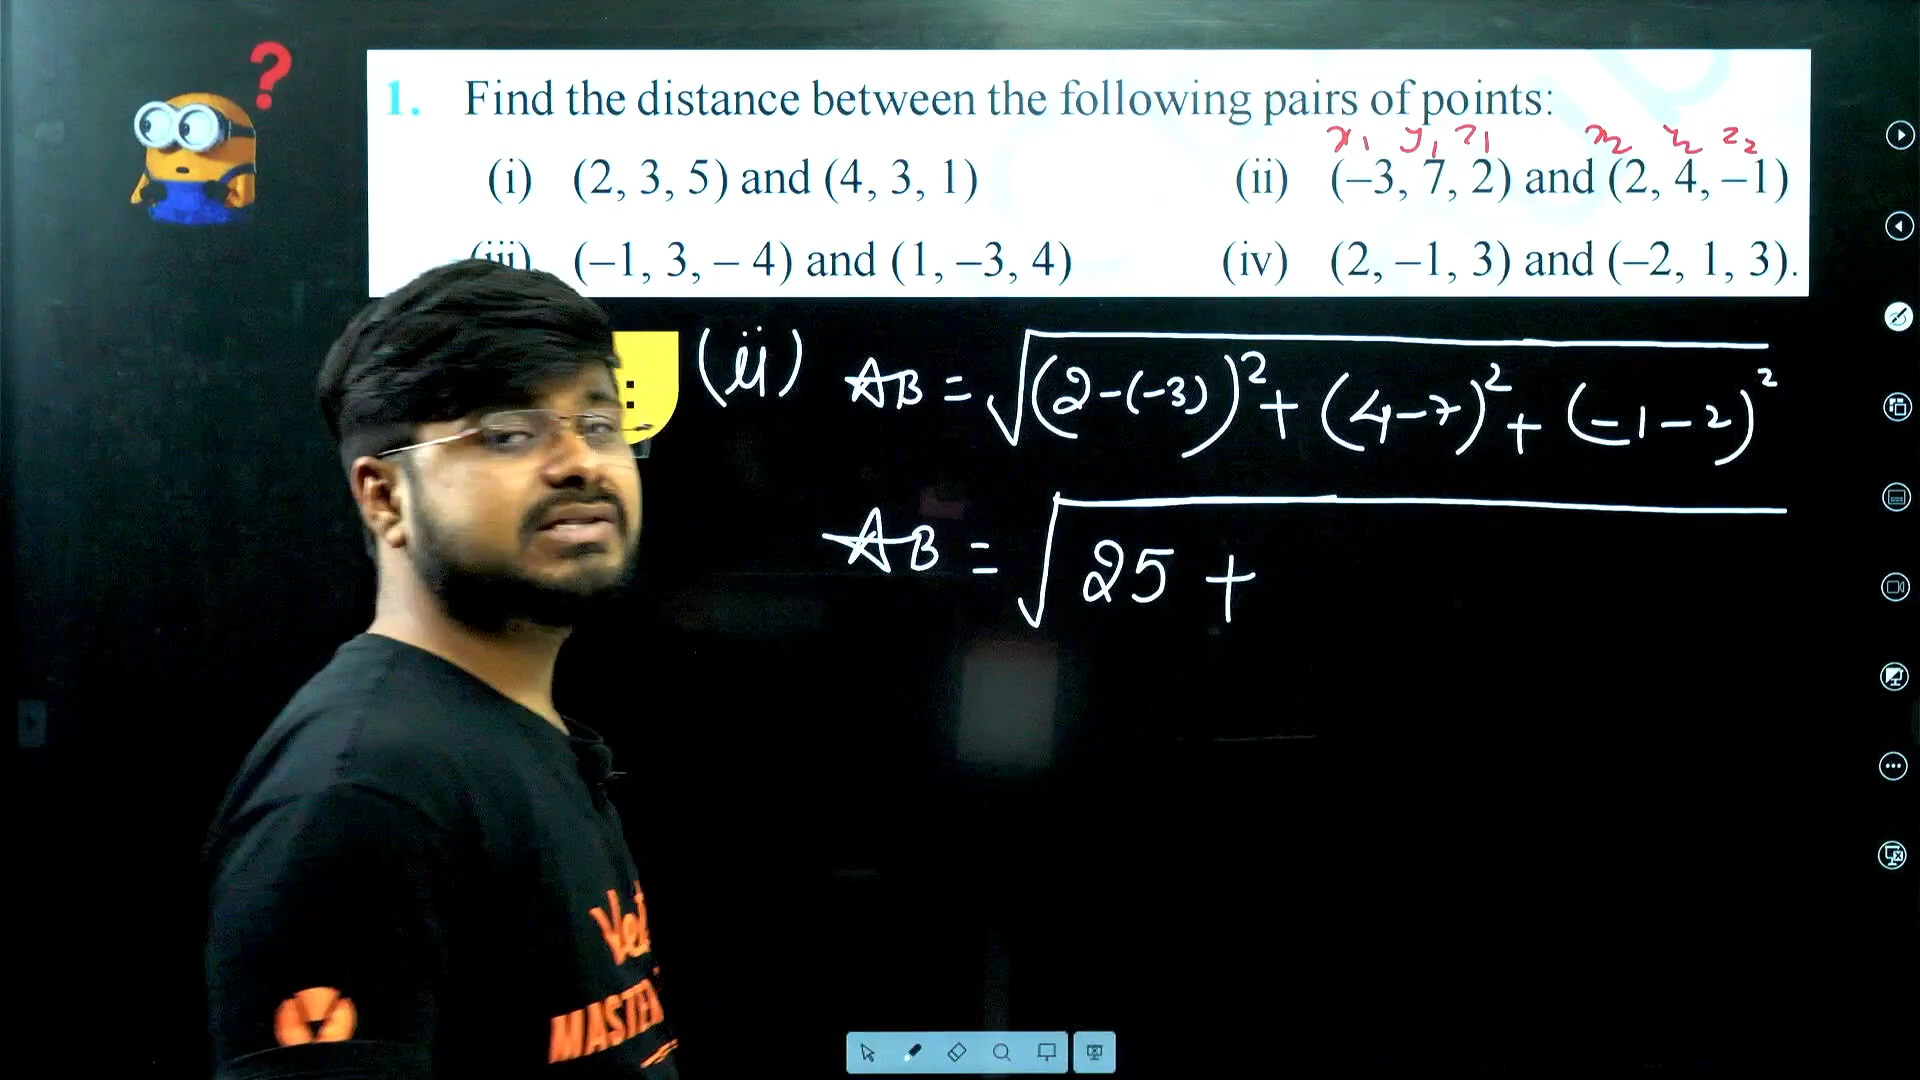 ?
1. Find the distance between the following pairs of points:
x₁ y₁ z₁ x₂ y₂ z₂
(i) (2, 3, 5) and (4, 3, 1) (ii) (–3, 7, 2) and (2, 4, –1)
(iii) (–1, 3, – 4) and (1, –3, 4) (iv) (2, –1, 3) and (–2, 1, 3).
:
(ii) AB = √(2-(-3))² + (4-7)² + (-1-2)²
AB = √25 +
MASTER